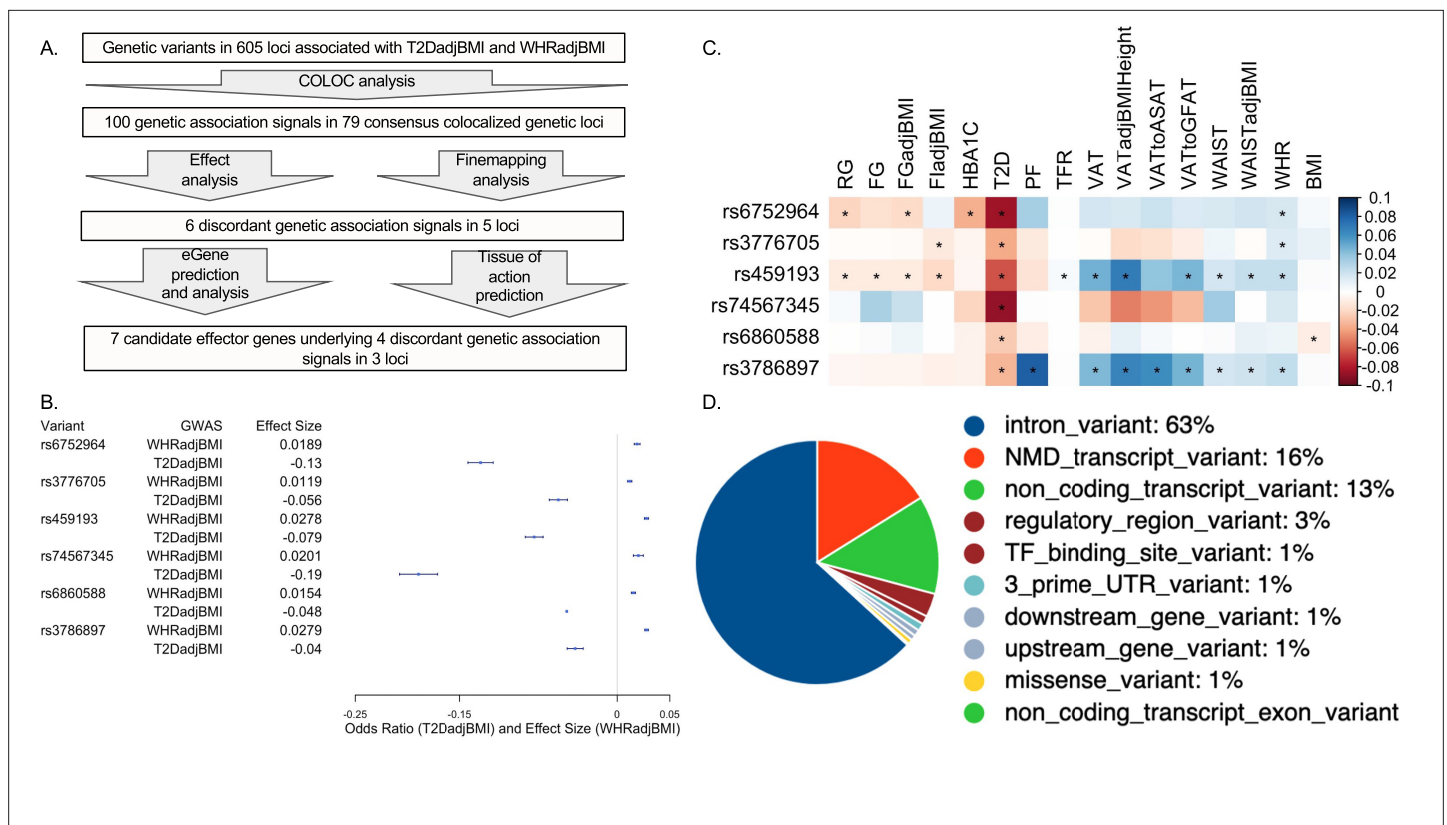 A.
Genetic variants in 605 loci associated with T2DadjBMI and WHRadjBMI
COLOC analysis
100 genetic association signals in 79 consensus colocalized genetic loci
Effect
analysis
Finemapping
analysis
6 discordant genetic association signals in 5 loci
eGene
prediction
and analysis
Tissue of
action
prediction
7 candidate effector genes underlying 4 discordant genetic association
signals in 3 loci
B.
Variant GWAS Effect Size
rs6752964 WHRadjBMI 0.0189
T2DadjBMI -0.13
rs3776705 WHRadjBMI 0.0119
T2DadjBMI -0.056
rs459193 WHRadjBMI 0.0278
T2DadjBMI -0.079
rs74567345 WHRadjBMI 0.0201
T2DadjBMI -0.19
rs6860588 WHRadjBMI 0.0154
T2DadjBMI -0.048
rs3786897 WHRadjBMI 0.0279
T2DadjBMI -0.04
-0.25 -0.15 0 0.05
Odds Ratio (T2DadjBMI) and Effect Size (WHRadjBMI)
C.
RG
FG
FGadjBMI
FIadjBMI
HBA1C
T2D
PF
TFR
VAT
VATadjBMIHeight
VATtoASAT
VATtoGFAT
WAIST
WAISTadjBMI
WHR
BMI
rs6752964 * * * * *
rs3776705 * * *
rs459193 * * * * * * * * * * * *
rs74567345 *
rs6860588 * *
rs3786897 * * * * * * * * *
0.1
0.08
0.06
0.04
0.02
0
-0.02
-0.04
-0.06
-0.08
-0.1
D.
intron_variant: 63%
NMD_transcript_variant: 16%
non_coding_transcript_variant: 13%
regulatory_region_variant: 3%
TF_binding_site_variant: 1%
3_prime_UTR_variant: 1%
downstream_gene_variant: 1%
upstream_gene_variant: 1%
missense_variant: 1%
non_coding_transcript_exon_variant